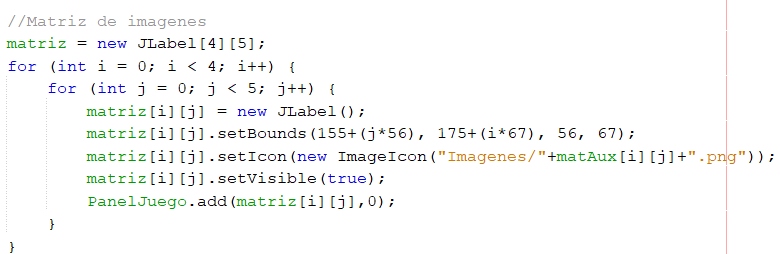 //Matriz de imagenes
matriz = new JLabel[4][5];
for (int i = 0; i < 4; i++) {
    for (int j = 0; j < 5; j++) {
        matriz[i][j] = new JLabel();
        matriz[i][j].setBounds(155+(j*56), 175+(i*67), 56, 67);
        matriz[i][j].setIcon(new ImageIcon("Imagenes/"+matAux[i][j]+".png"));
        matriz[i][j].setVisible(true);
        PanelJuego.add(matriz[i][j],0);
    }
}